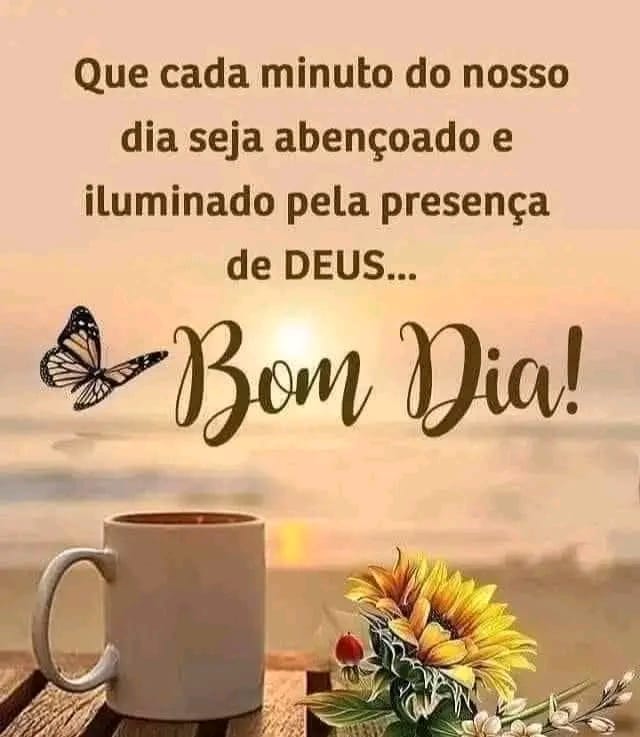 Que cada minuto do nosso
dia seja abençoado e
iluminado pela presença
de DEUS...
Bom Dia!